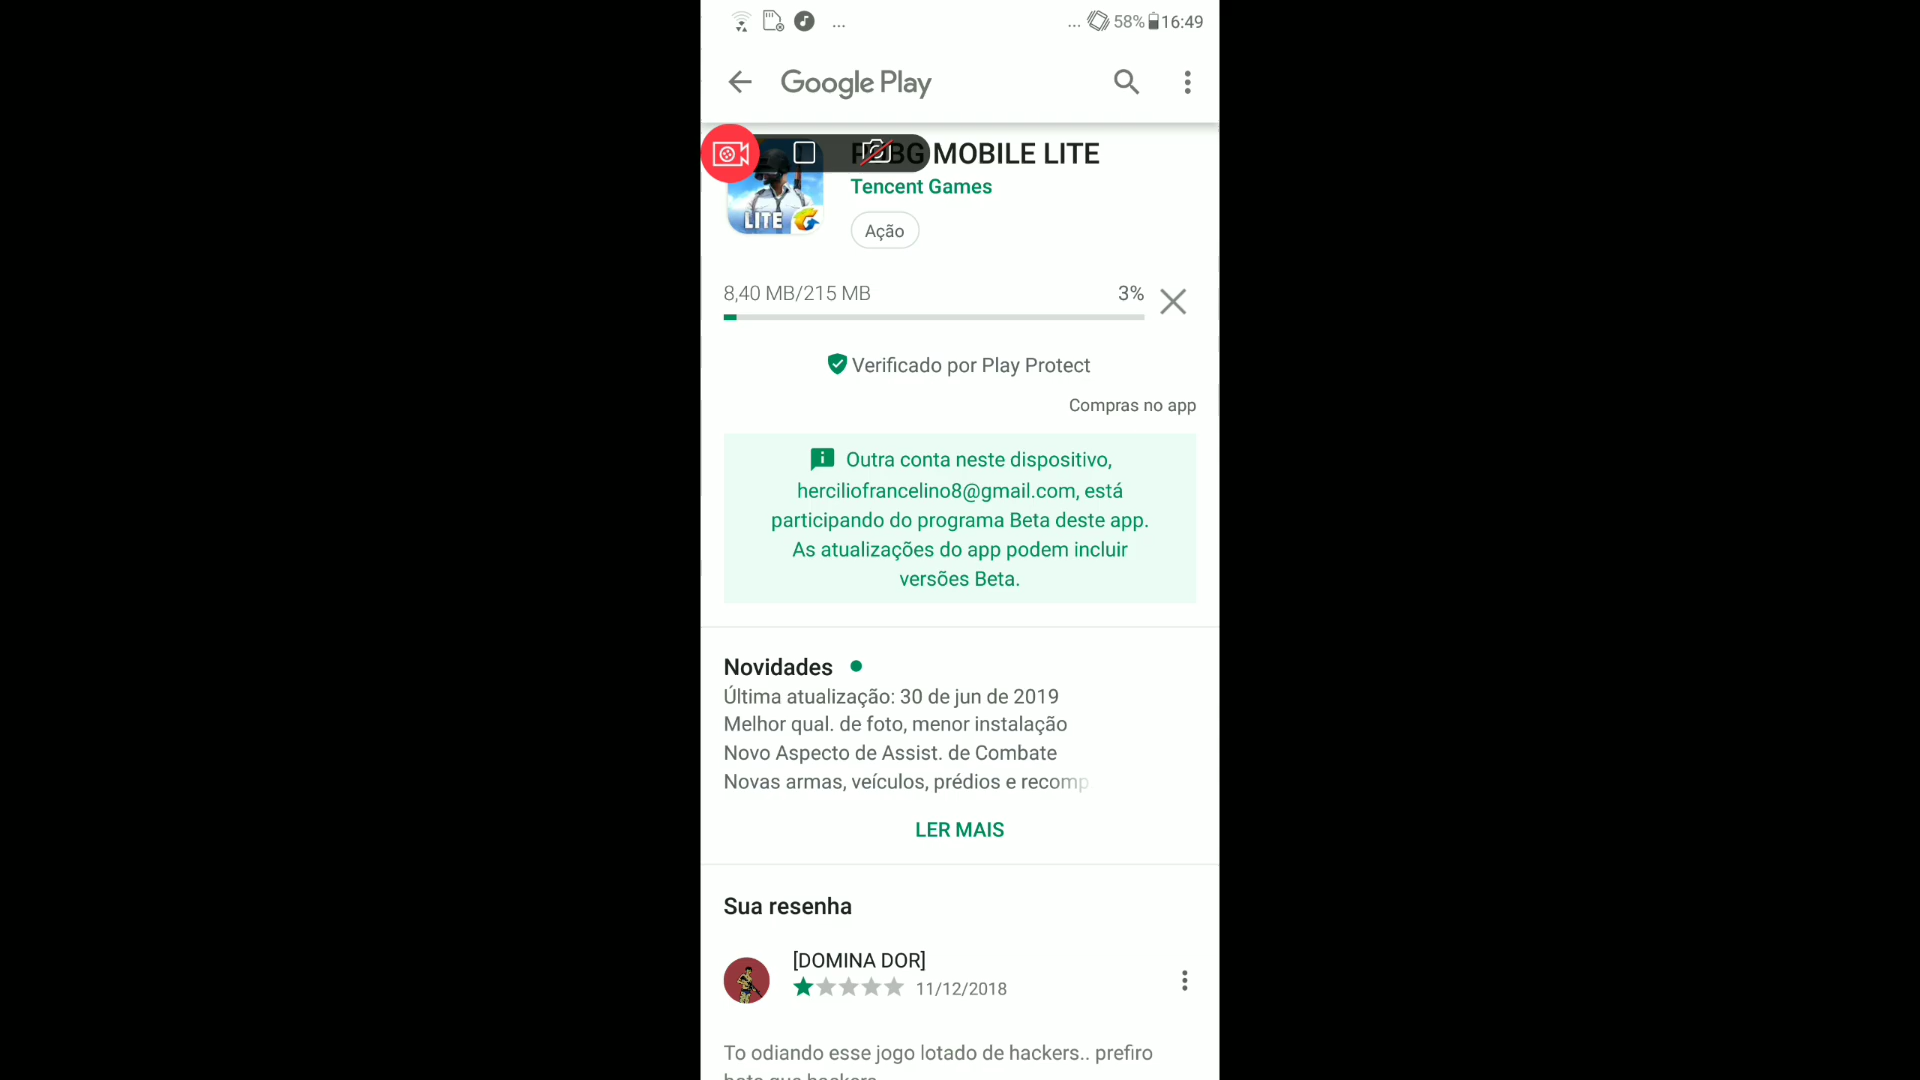 ... ... 58% 16:49
Google Play
PUBG MOBILE LITE
Tencent Games
LITE
Ação
8,40 MB/215 MB 3%
Verificado por Play Protect
Compras no app
Outra conta neste dispositivo,
herciliofrancelino8@gmail.com, está
participando do programa Beta deste app.
As atualizações do app podem incluir
versões Beta.
Novidades
Última atualização: 30 de jun de 2019
Melhor qual. de foto, menor instalação
Novo Aspecto de Assist. de Combate
Novas armas, veículos, prédios e recomp
LER MAIS
Sua resenha
[DOMINA DOR]
11/12/2018
To odiando esse jogo lotado de hackers.. prefiro